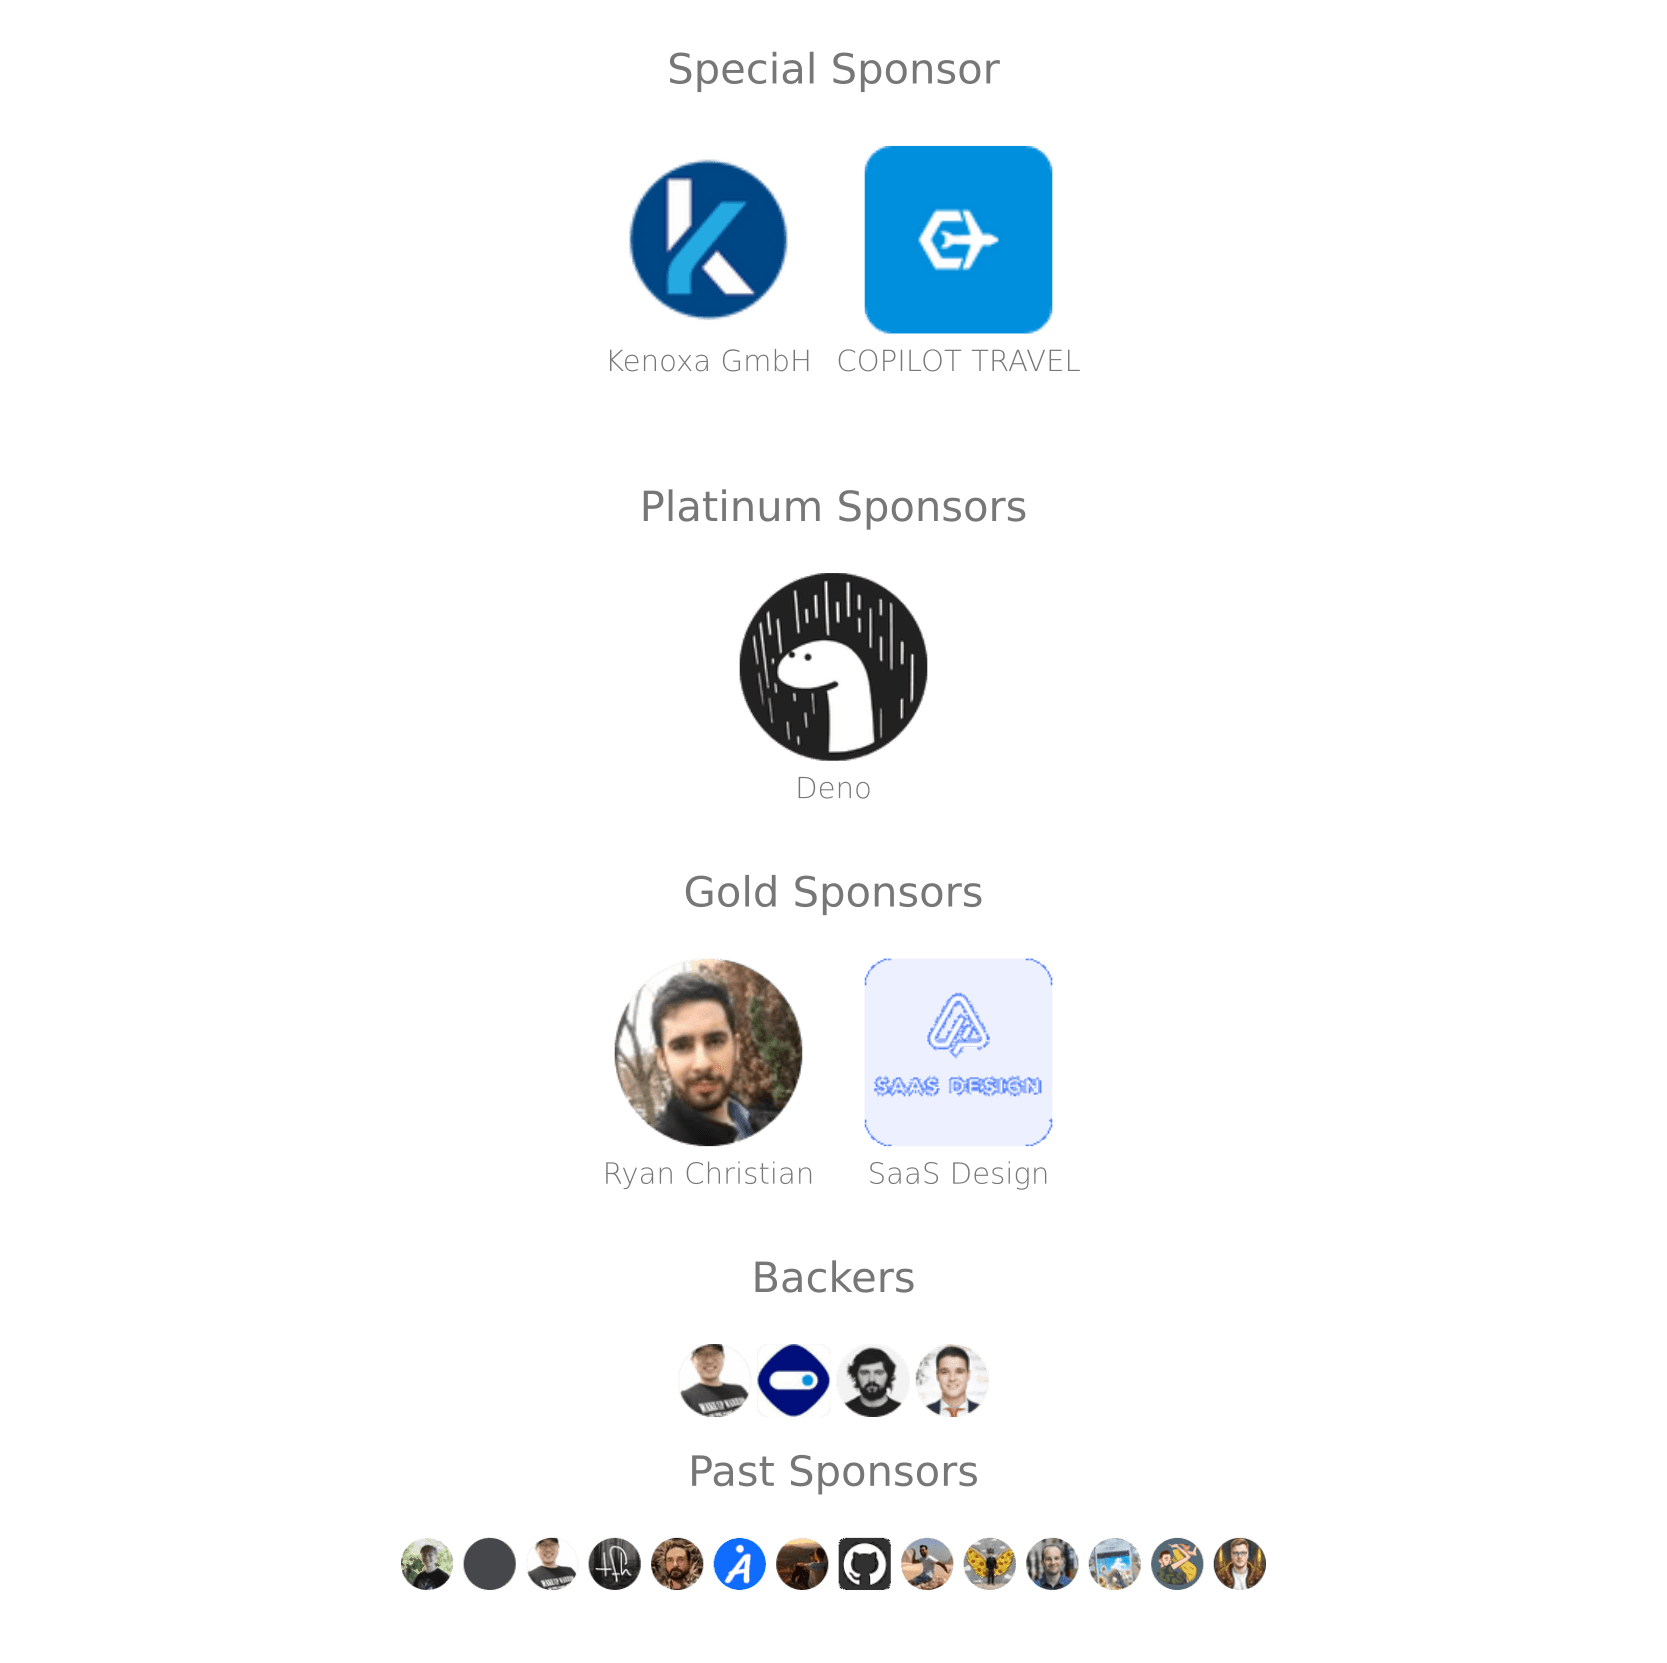 Special Sponsor
Kenoxa GmbH
COPILOT TRAVEL
Platinum Sponsors
Deno
Gold Sponsors
SAAS DESIGN
Ryan Christian
SaaS Design
Backers
Past Sponsors